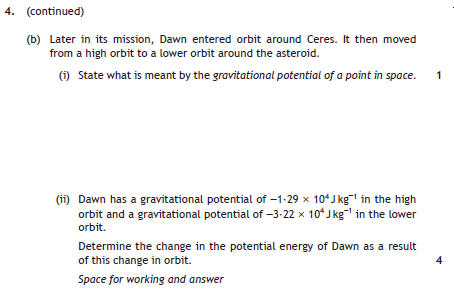 4. (continued)
(b) Later in its mission, Dawn entered orbit around Ceres. It then moved
from a high orbit to a lower orbit around the asteroid.
(i) State what is meant by the gravitational potential of a point in space. 1
(ii) Dawn has a gravitational potential of −1·29 × 10⁴ J kg⁻¹ in the high
orbit and a gravitational potential of −3·22 × 10⁴ J kg⁻¹ in the lower
orbit.
Determine the change in the potential energy of Dawn as a result
of this change in orbit. 4
Space for working and answer